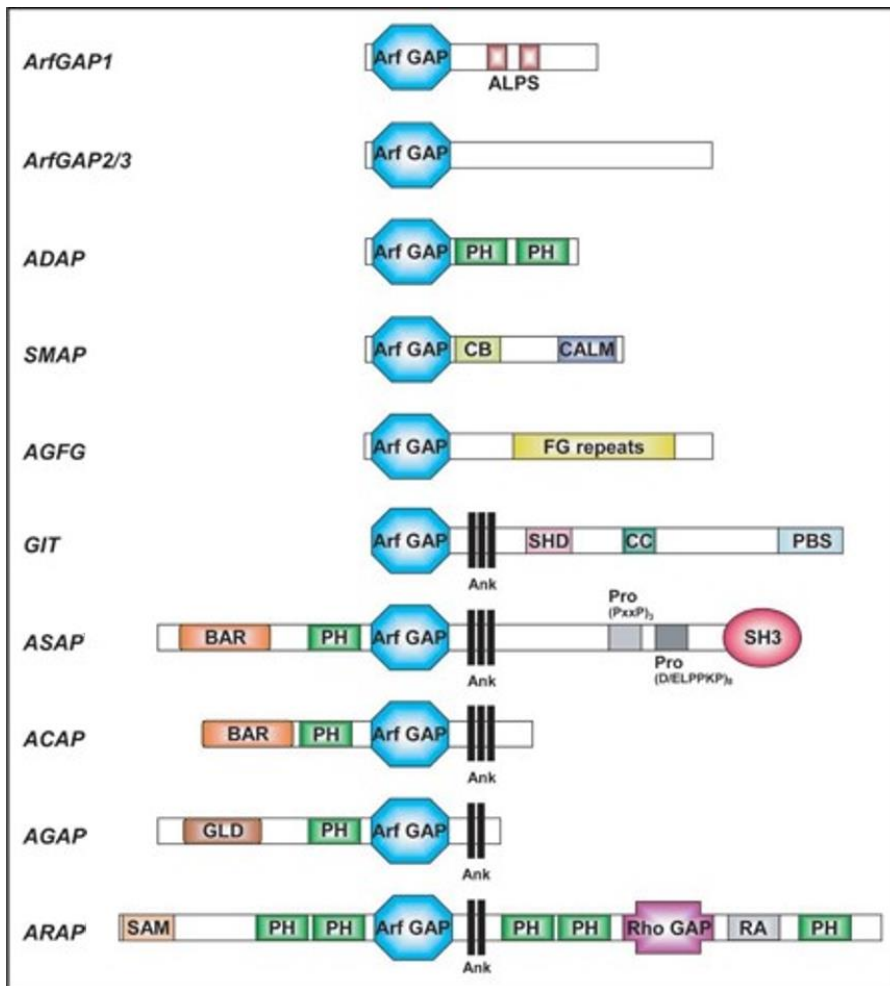 ArfGAP1
Arf GAP
ALPS
ArfGAP2/3
Arf GAP
ADAP
Arf GAP PH PH
SMAP
Arf GAP CB CALM
AGFG
Arf GAP FG repeats
GIT
Arf GAP SHD CC PBS
Ank
Pro
(PxxP)3
ASAP
BAR PH Arf GAP SH3
Ank
Pro
(D/ELPPKP)8
ACAP
BAR PH Arf GAP
Ank
AGAP
GLD PH Arf GAP
Ank
ARAP
SAM PH PH Arf GAP PH PH Rho GAP RA PH
Ank